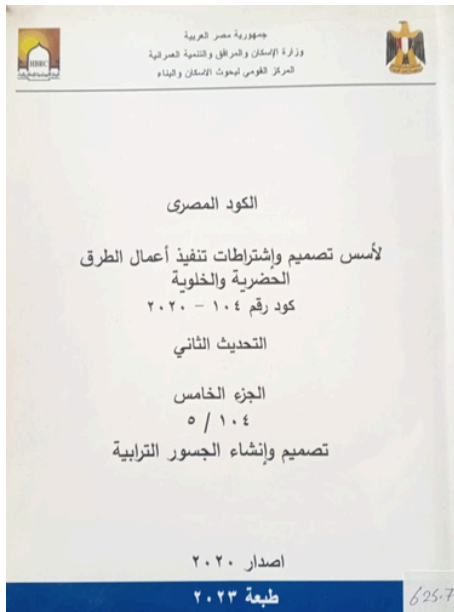 جمهورية مصر العربية
وزارة الإسكان والمرافق والتنمية العمرانية
المركز القومي لبحوث الاسكان والبناء
HBRC
الكود المصرى
لأسس تصميم وإشتراطات تنفيذ أعمال الطرق
الحضرية والخلوية
كود رقم ١٠٤ – ٢٠٢٠
التحديث الثاني
الجزء الخامس
١٠٤ / ٥
تصميم وإنشاء الجسور الترابية
اصدار ٢٠٢٠
طبعة ٢٠٢٣
625.7